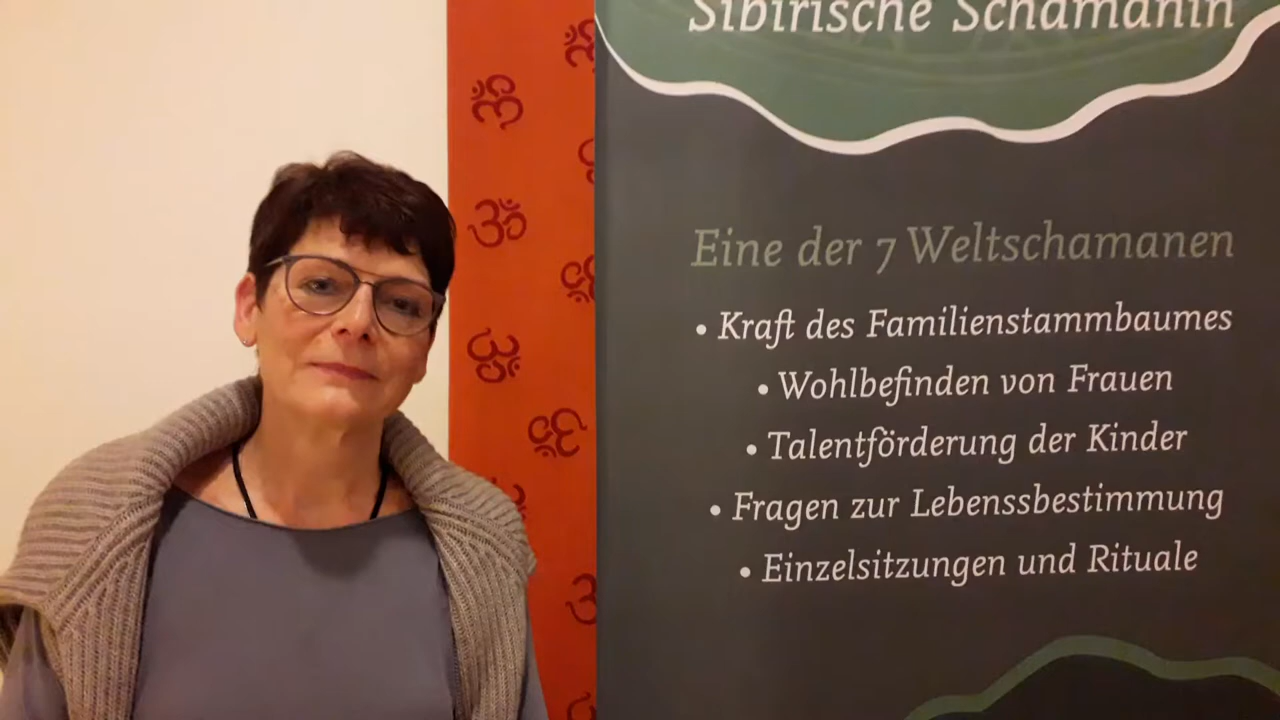 Sibirische Schamanin
Eine der 7 Weltschamanen
• Kraft des Familienstammbaumes
• Wohlbefinden von Frauen
• Talentförderung der Kinder
• Fragen zur Lebenssbestimmung
• Einzelsitzungen und Rituale
ॐ
ॐ
ॐ
ॐ
ॐ